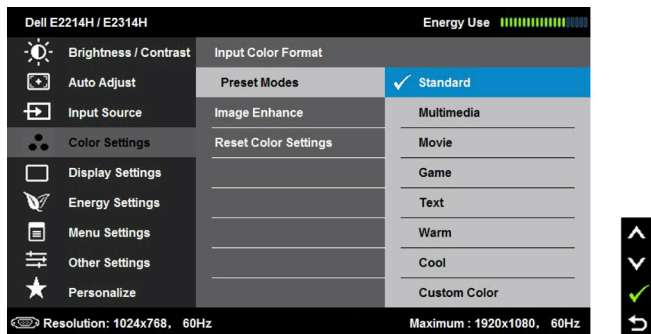 Dell E2214H / E2314H Energy Use
Brightness / Contrast Input Color Format
Auto Adjust Preset Modes Standard
Input Source Image Enhance Multimedia
Color Settings Reset Color Settings Movie
Display Settings Game
Energy Settings Text
Menu Settings Warm
Other Settings Cool
Personalize Custom Color
Resolution: 1024x768, 60Hz Maximum : 1920x1080, 60Hz